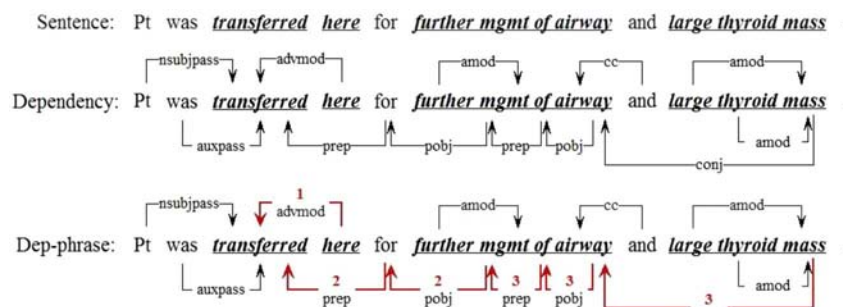 Sentence: Pt was transferred here for further mgmt of airway and large thyroid mass
nsubjpass advmod amod cc amod
Dependency: Pt was transferred here for further mgmt of airway and large thyroid mass
auxpass prep pobj prep pobj amod
conj
1
nsubjpass advmod amod cc amod
Dep-phrase: Pt was transferred here for further mgmt of airway and large thyroid mass
2 2 3 3
auxpass prep pobj prep pobj amod
3